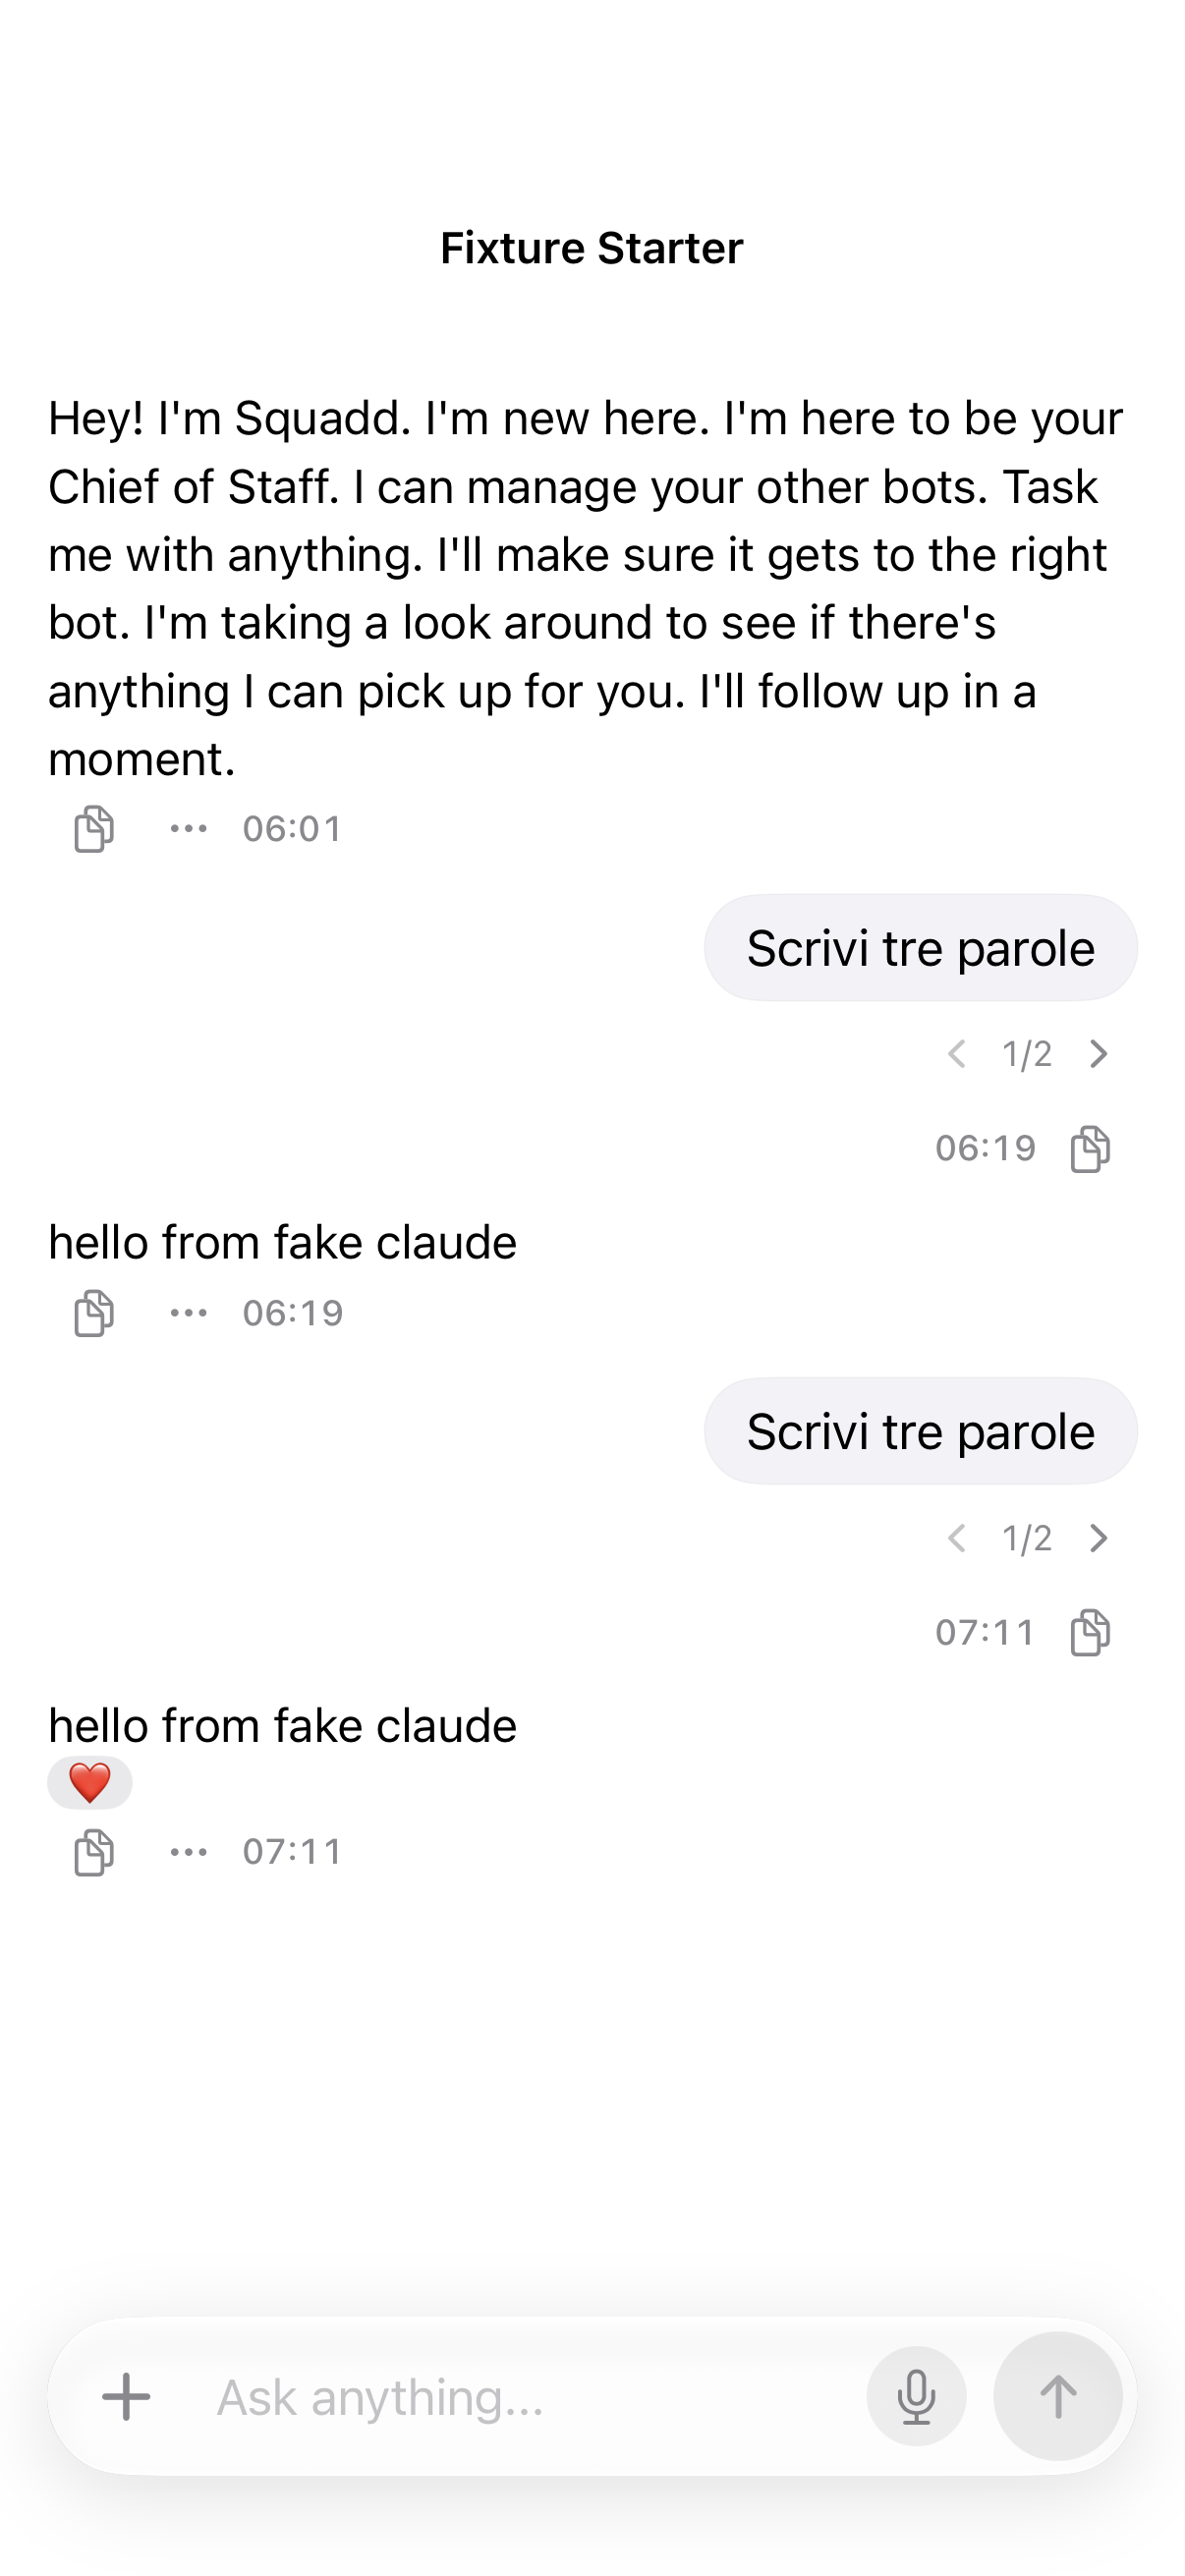 Fixture Starter
Hey! I'm Squadd. I'm new here. I'm here to be your
Chief of Staff. I can manage your other bots. Task
me with anything. I'll make sure it gets to the right
bot. I'm taking a look around to see if there's
anything I can pick up for you. I'll follow up in a
moment.
06:01
Scrivi tre parole
1/2
06:19
hello from fake claude
06:19
Scrivi tre parole
1/2
07:11
hello from fake claude
07:11
Ask anything...